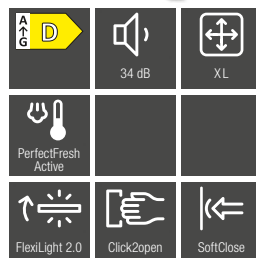 A
↑
G
D
34 dB
XL
PerfectFresh
Active
FlexiLight 2.0
Click2open
SoftClose